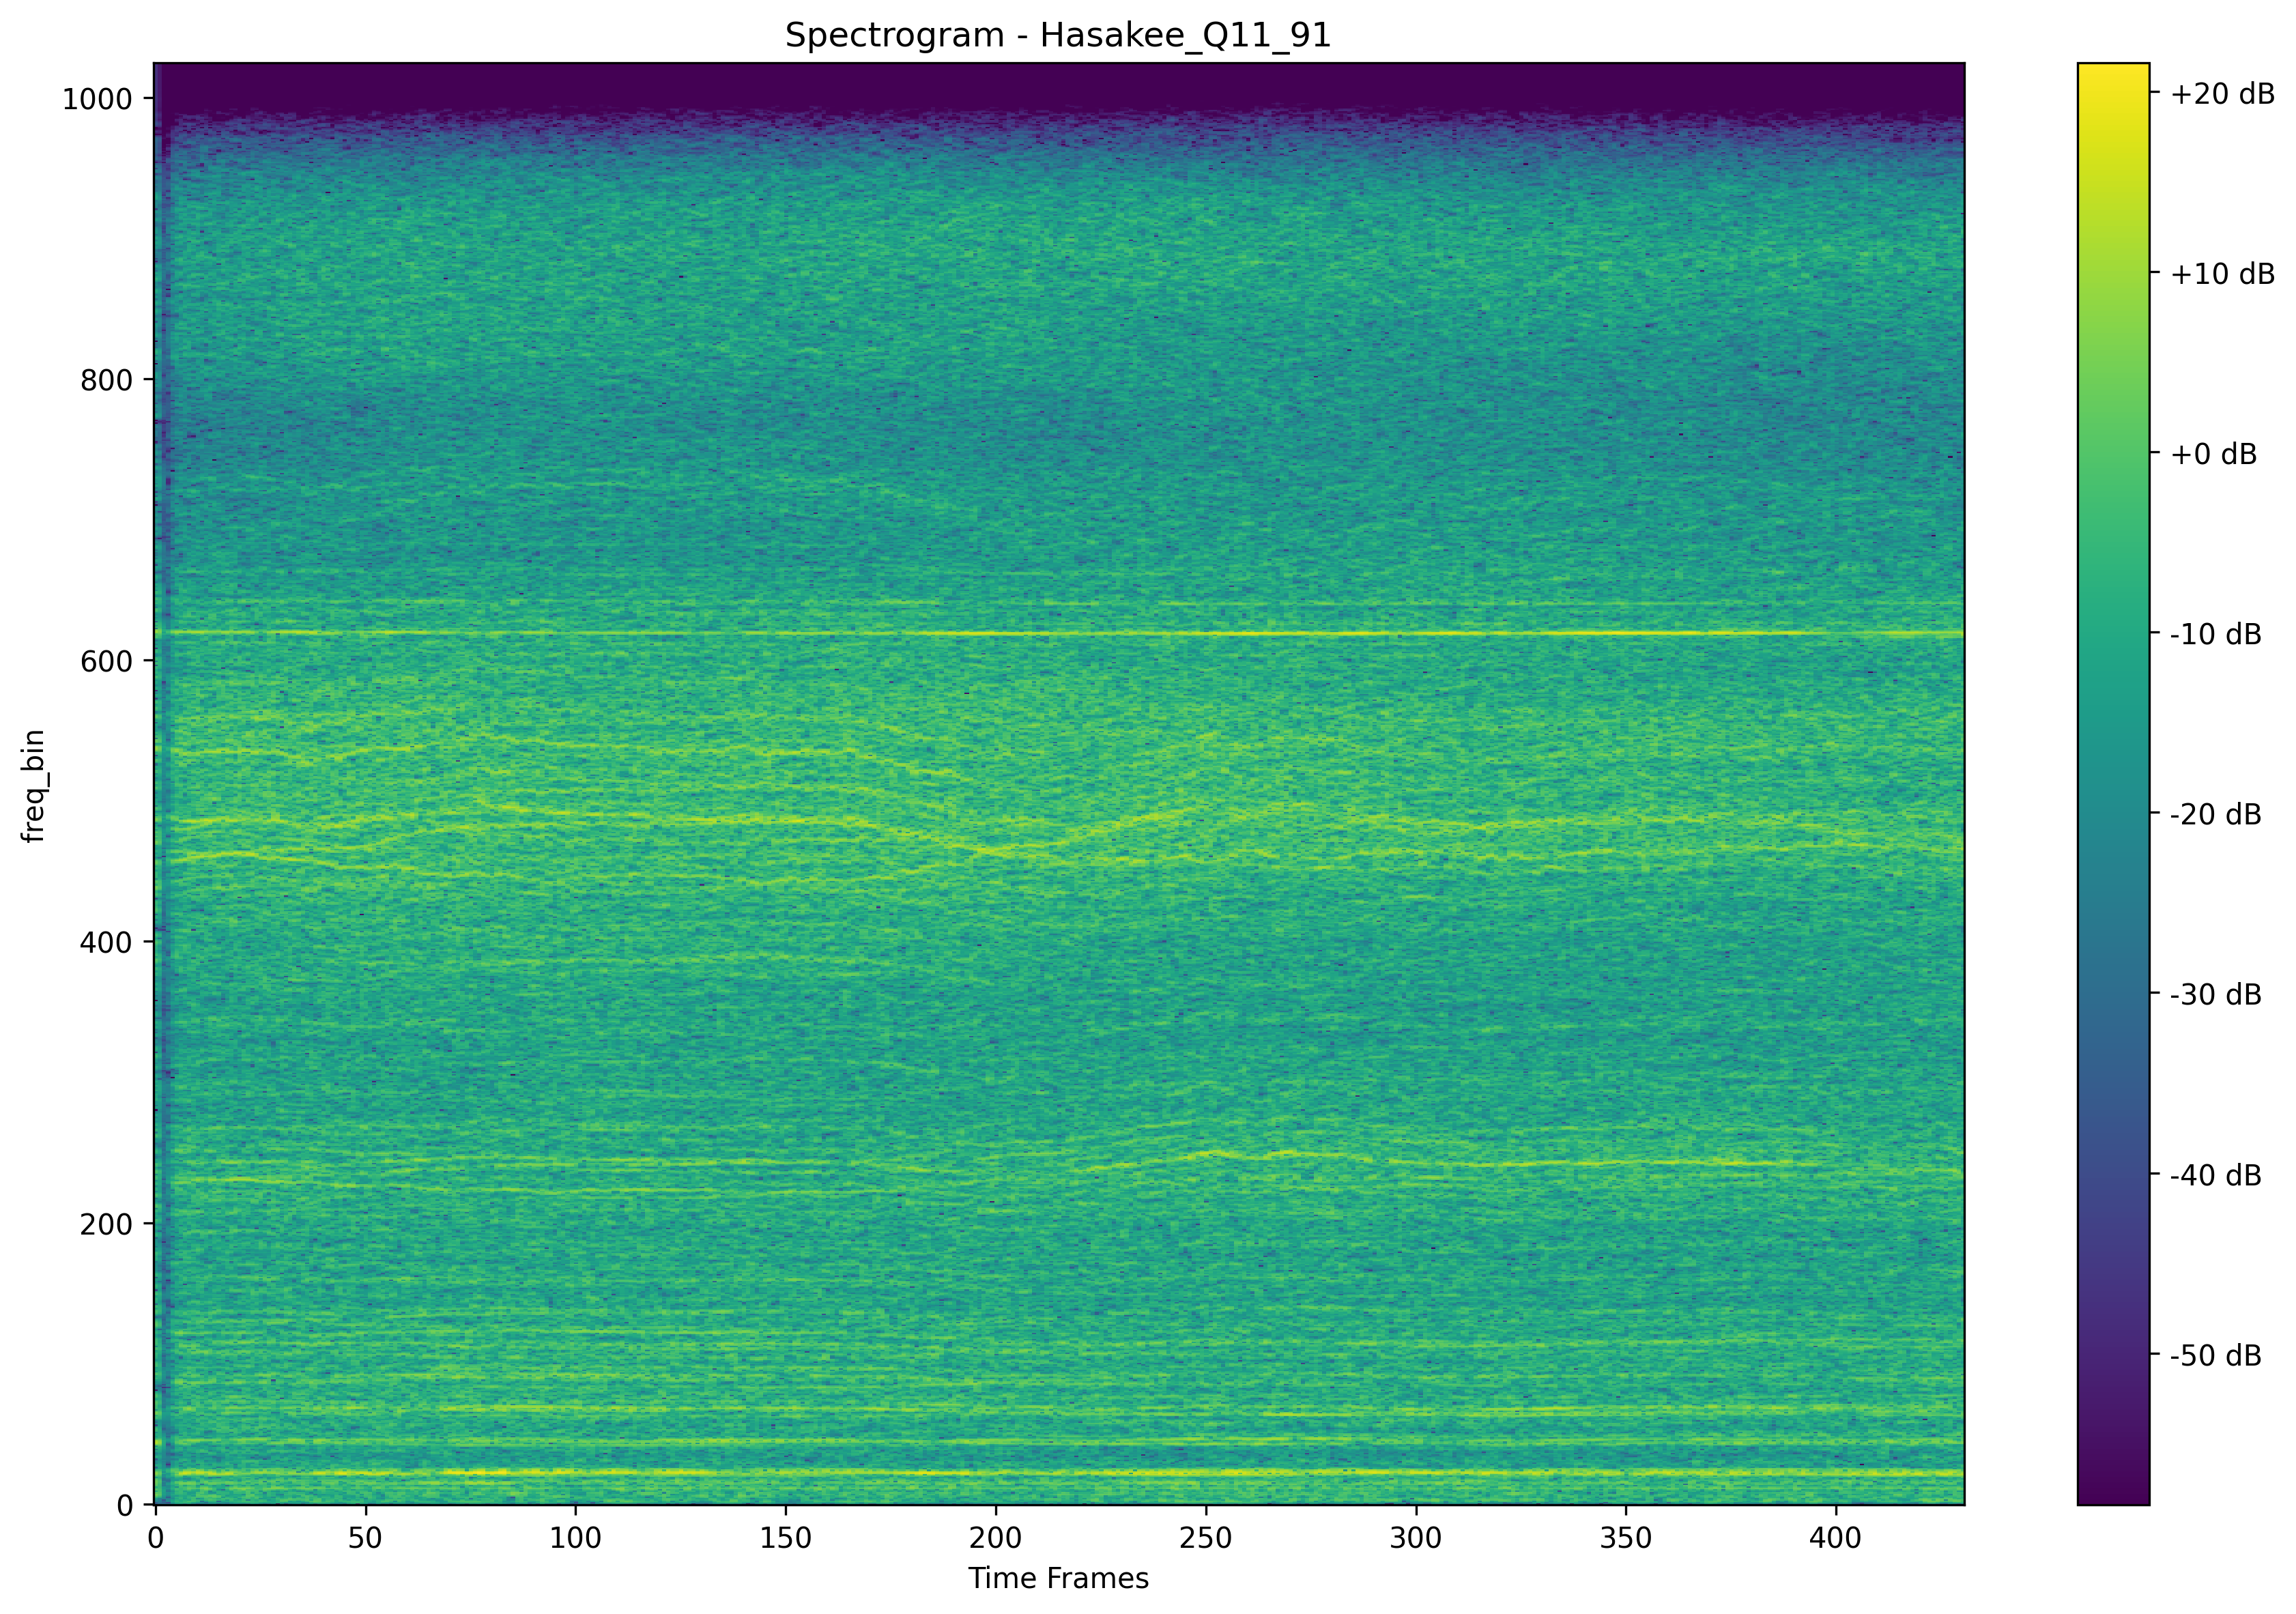 Spectrogram - Hasakee_Q11_91
freq_bin
1000
800
600
400
200
0
0 50 100 150 200 250 300 350 400
Time Frames
+20 dB
+10 dB
+0 dB
-10 dB
-20 dB
-30 dB
-40 dB
-50 dB